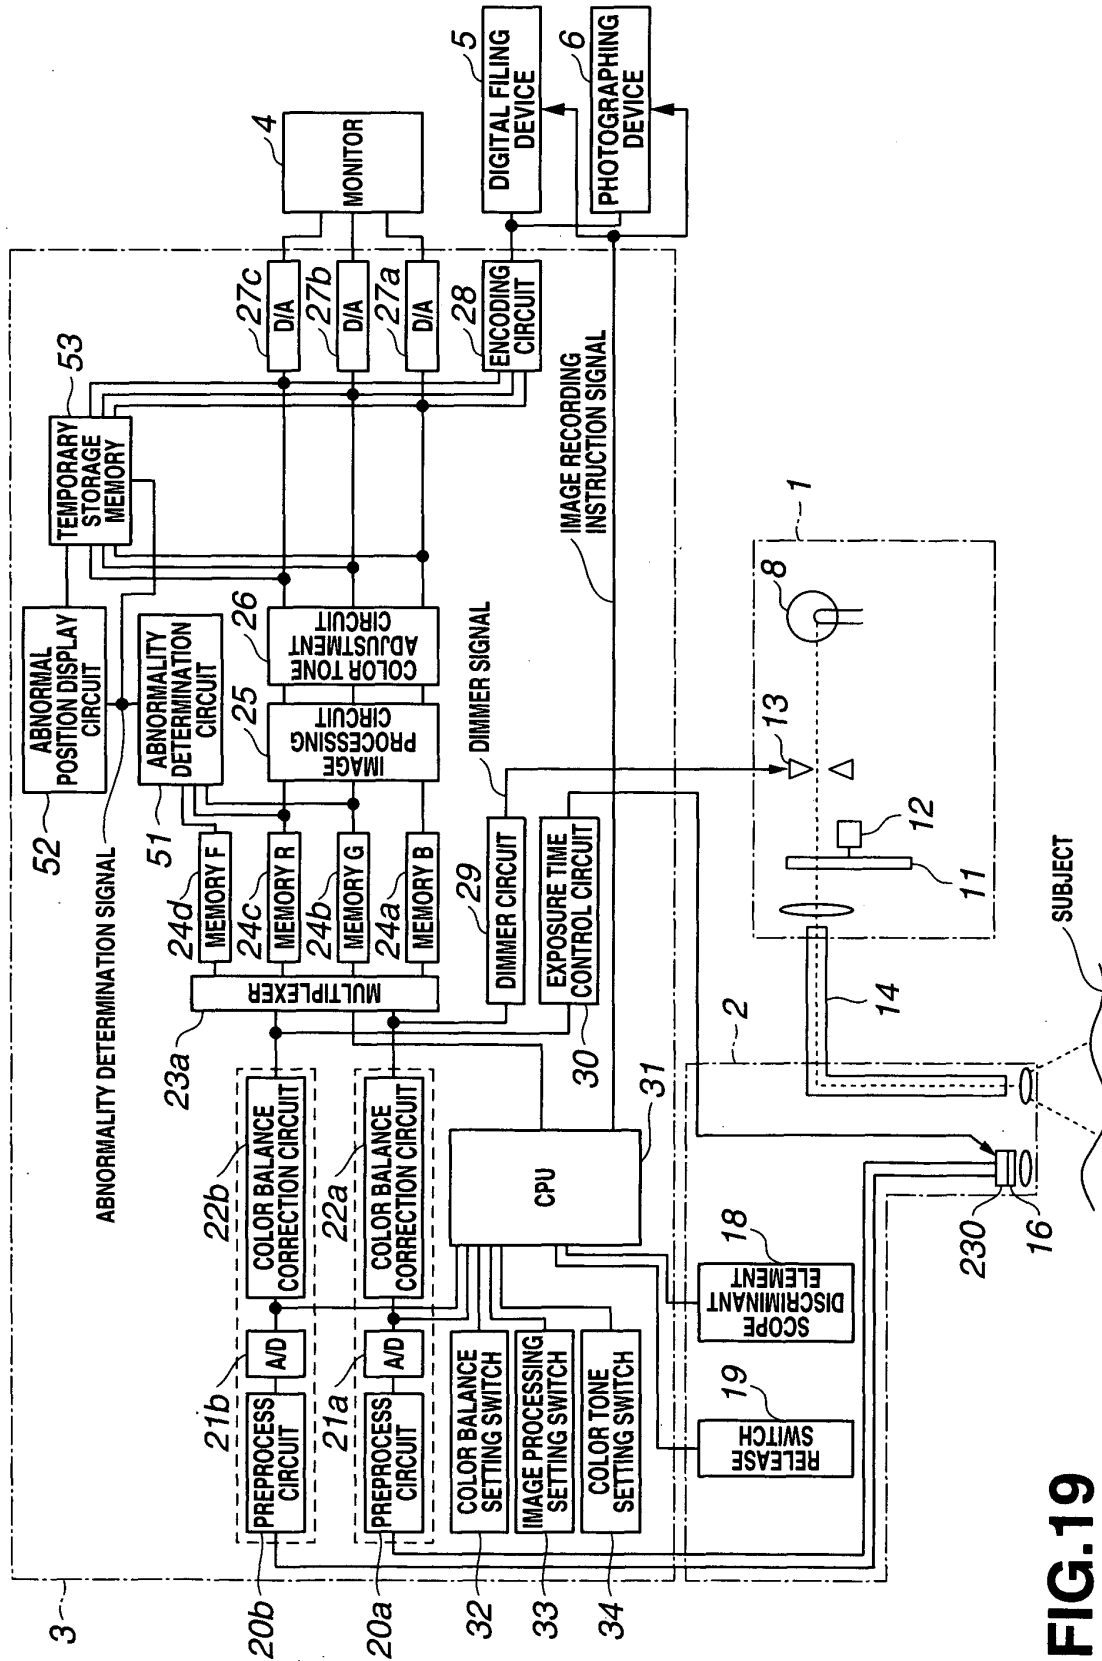 3
20b
PREPROCESS
CIRCUIT
21b
A/D
22b
COLOR BALANCE
CORRECTION CIRCUIT
20a
PREPROCESS
CIRCUIT
21a
A/D
22a
COLOR BALANCE
CORRECTION CIRCUIT
23a
MULTIPLEXER
24d
MEMORY F
24c
MEMORY R
24b
MEMORY G
24a
MEMORY B
ABNORMALITY DETERMINATION SIGNAL
52
ABNORMAL
POSITION DISPLAY
CIRCUIT
51
ABNORMALITY
DETERMINATION
CIRCUIT
53
TEMPORARY
STORAGE
MEMORY
25
IMAGE
PROCESSING
CIRCUIT
26
COLOR TONE
ADJUSTMENT
CIRCUIT
27c
D/A
27b
D/A
27a
D/A
28
ENCODING
CIRCUIT
4
MONITOR
5
DIGITAL FILING
DEVICE
6
PHOTOGRAPHING
DEVICE
32
COLOR BALANCE
SETTING SWITCH
33
IMAGE PROCESSING
SETTING SWITCH
34
COLOR TONE
SETTING SWITCH
CPU
31
29
DIMMER CIRCUIT
DIMMER SIGNAL
30
EXPOSURE TIME
CONTROL CIRCUIT
IMAGE RECORDING
INSTRUCTION SIGNAL
19
RELEASE
SWITCH
18
SCOPE
DISCRIMINANT
ELEMENT
2
230
16
14
1
8
13
12
11
SUBJECT
FIG.19